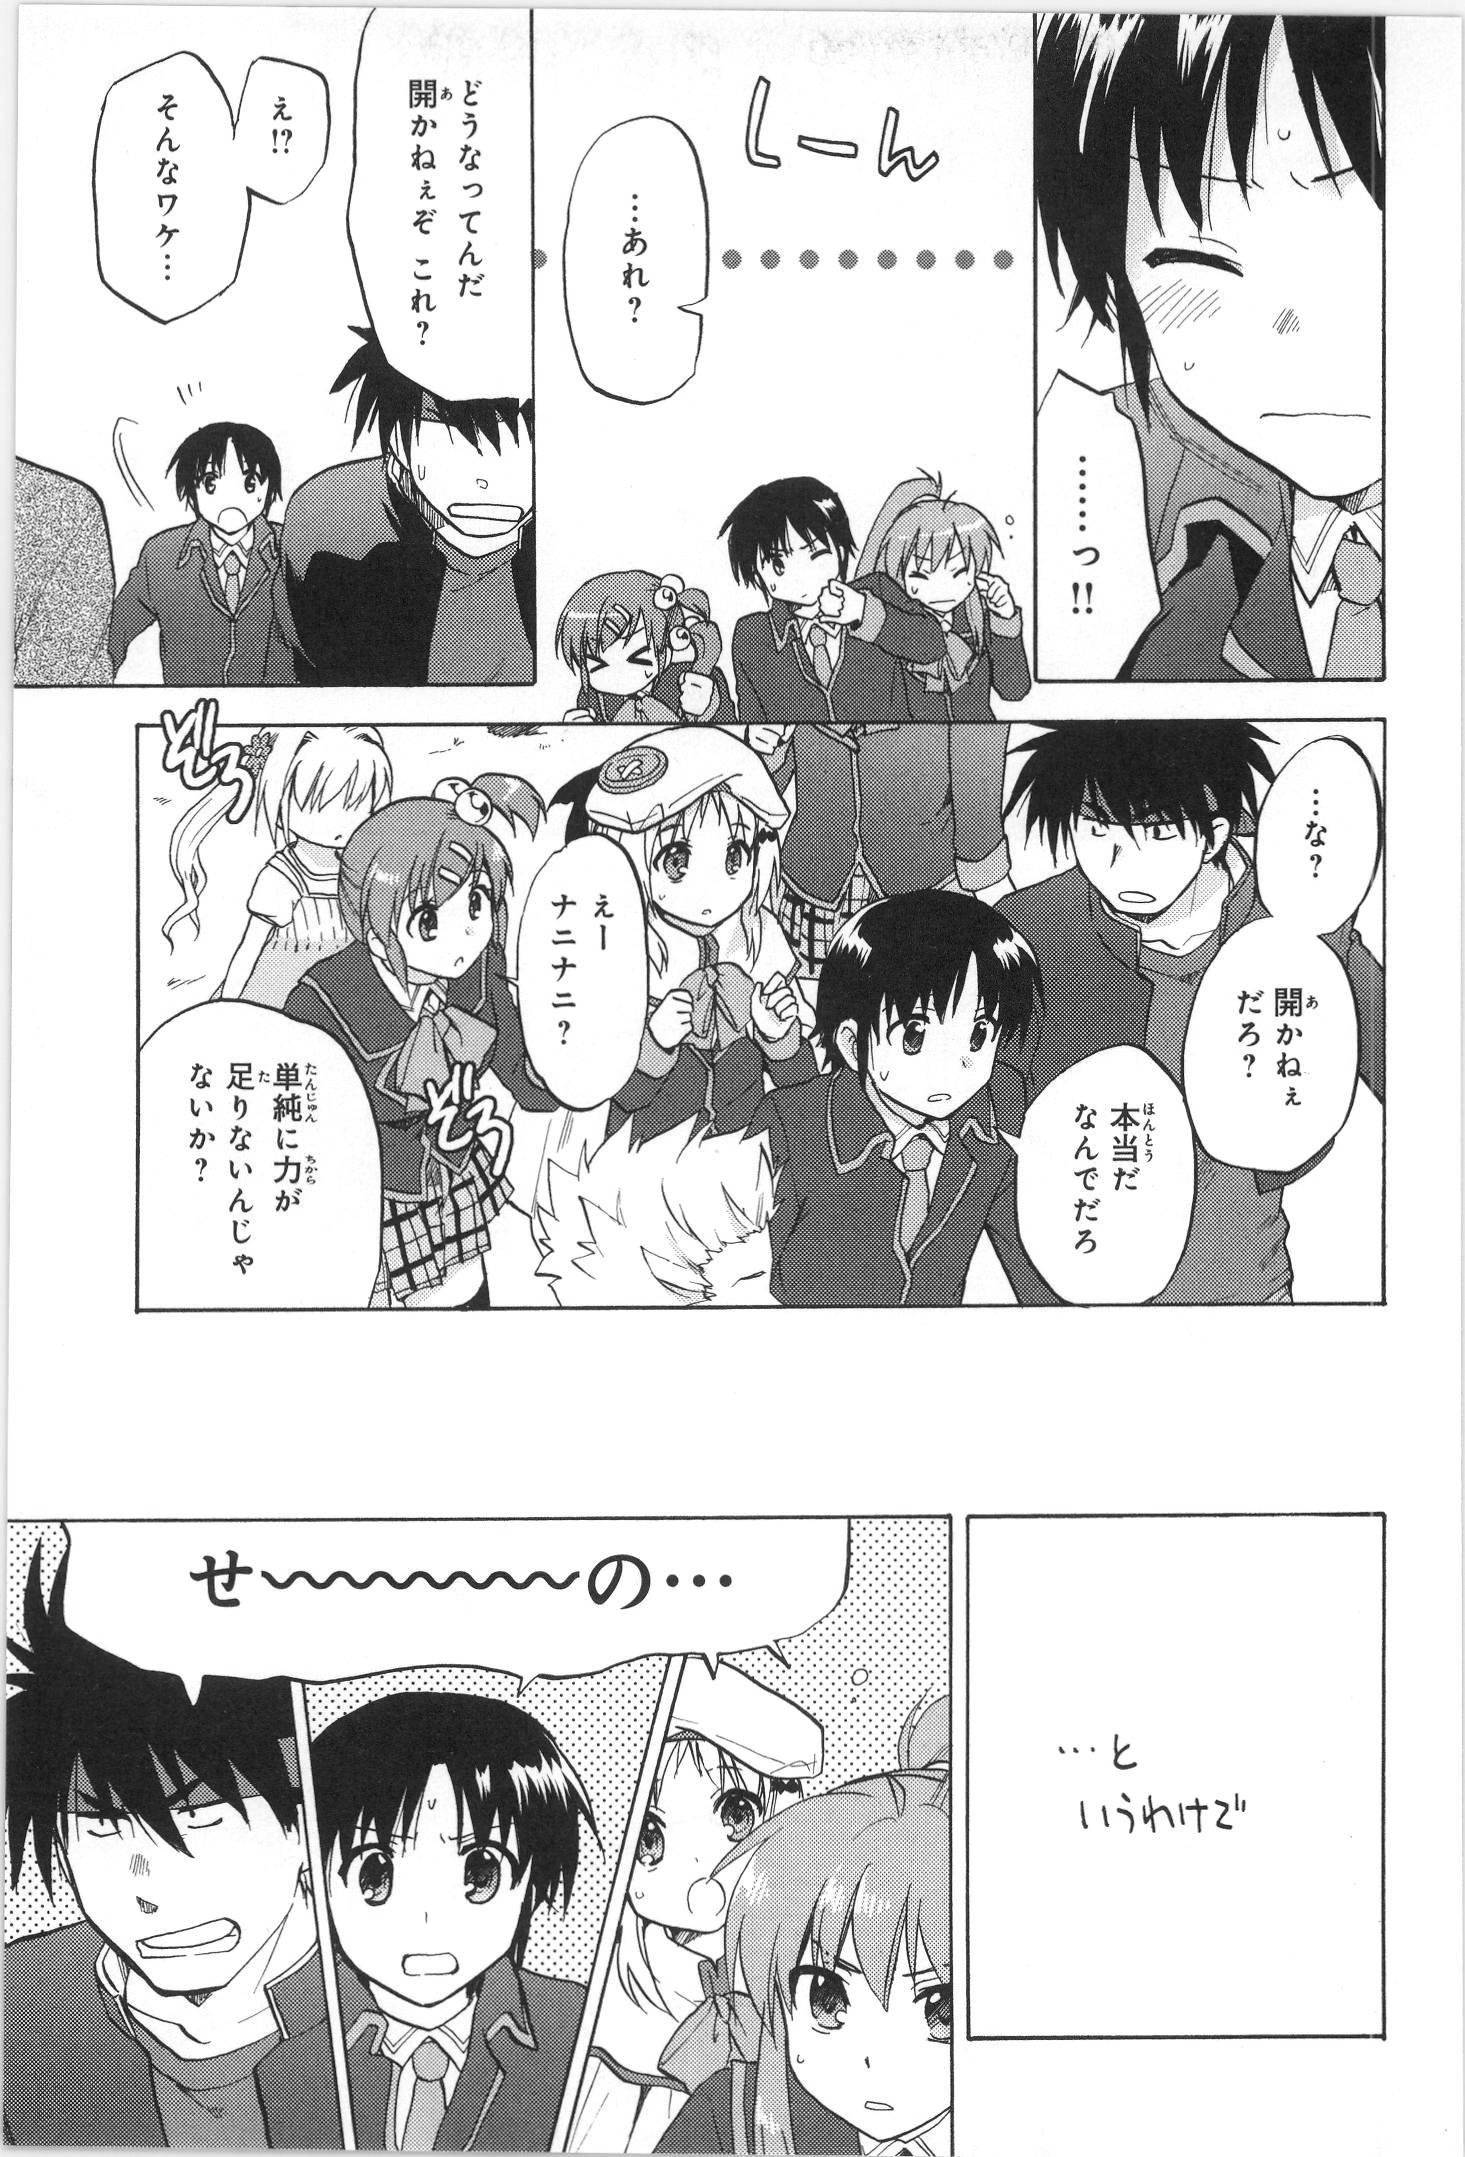 ……っ!!
しーん
…あれ?
どうなってんだ
開かねぇぞ これ?
え!?
そんなワケ…
…な?
開かねぇ
だろ?
本当だ
なんでだろ
えー
ナニナニ?
ぞろ
ぞろ
単純に力が
足りないんじゃ
ないか?
…と
いうわけで
せ〜〜〜〜〜〜〜の…